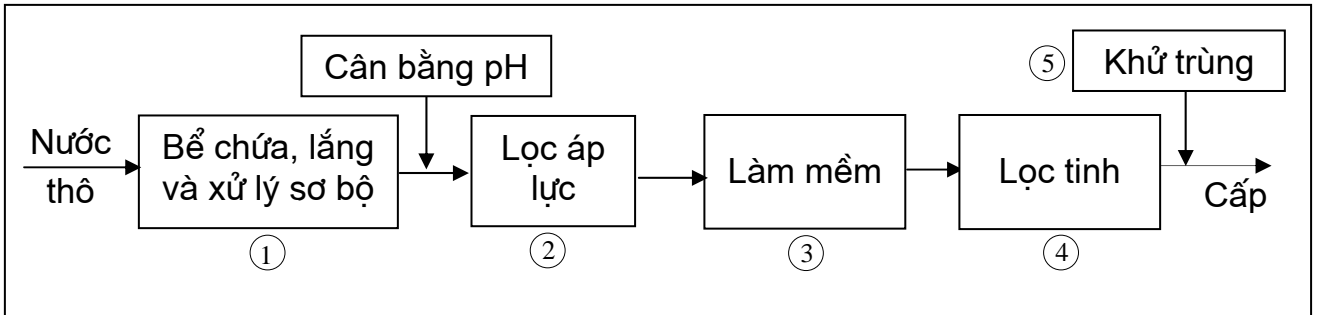 Cân bằng pH
⑤
Khử trùng
Nước
thô
Bể chứa, lắng
và xử lý sơ bộ
Lọc áp
lực
Làm mềm
Lọc tinh
Cấp
①
②
③
④